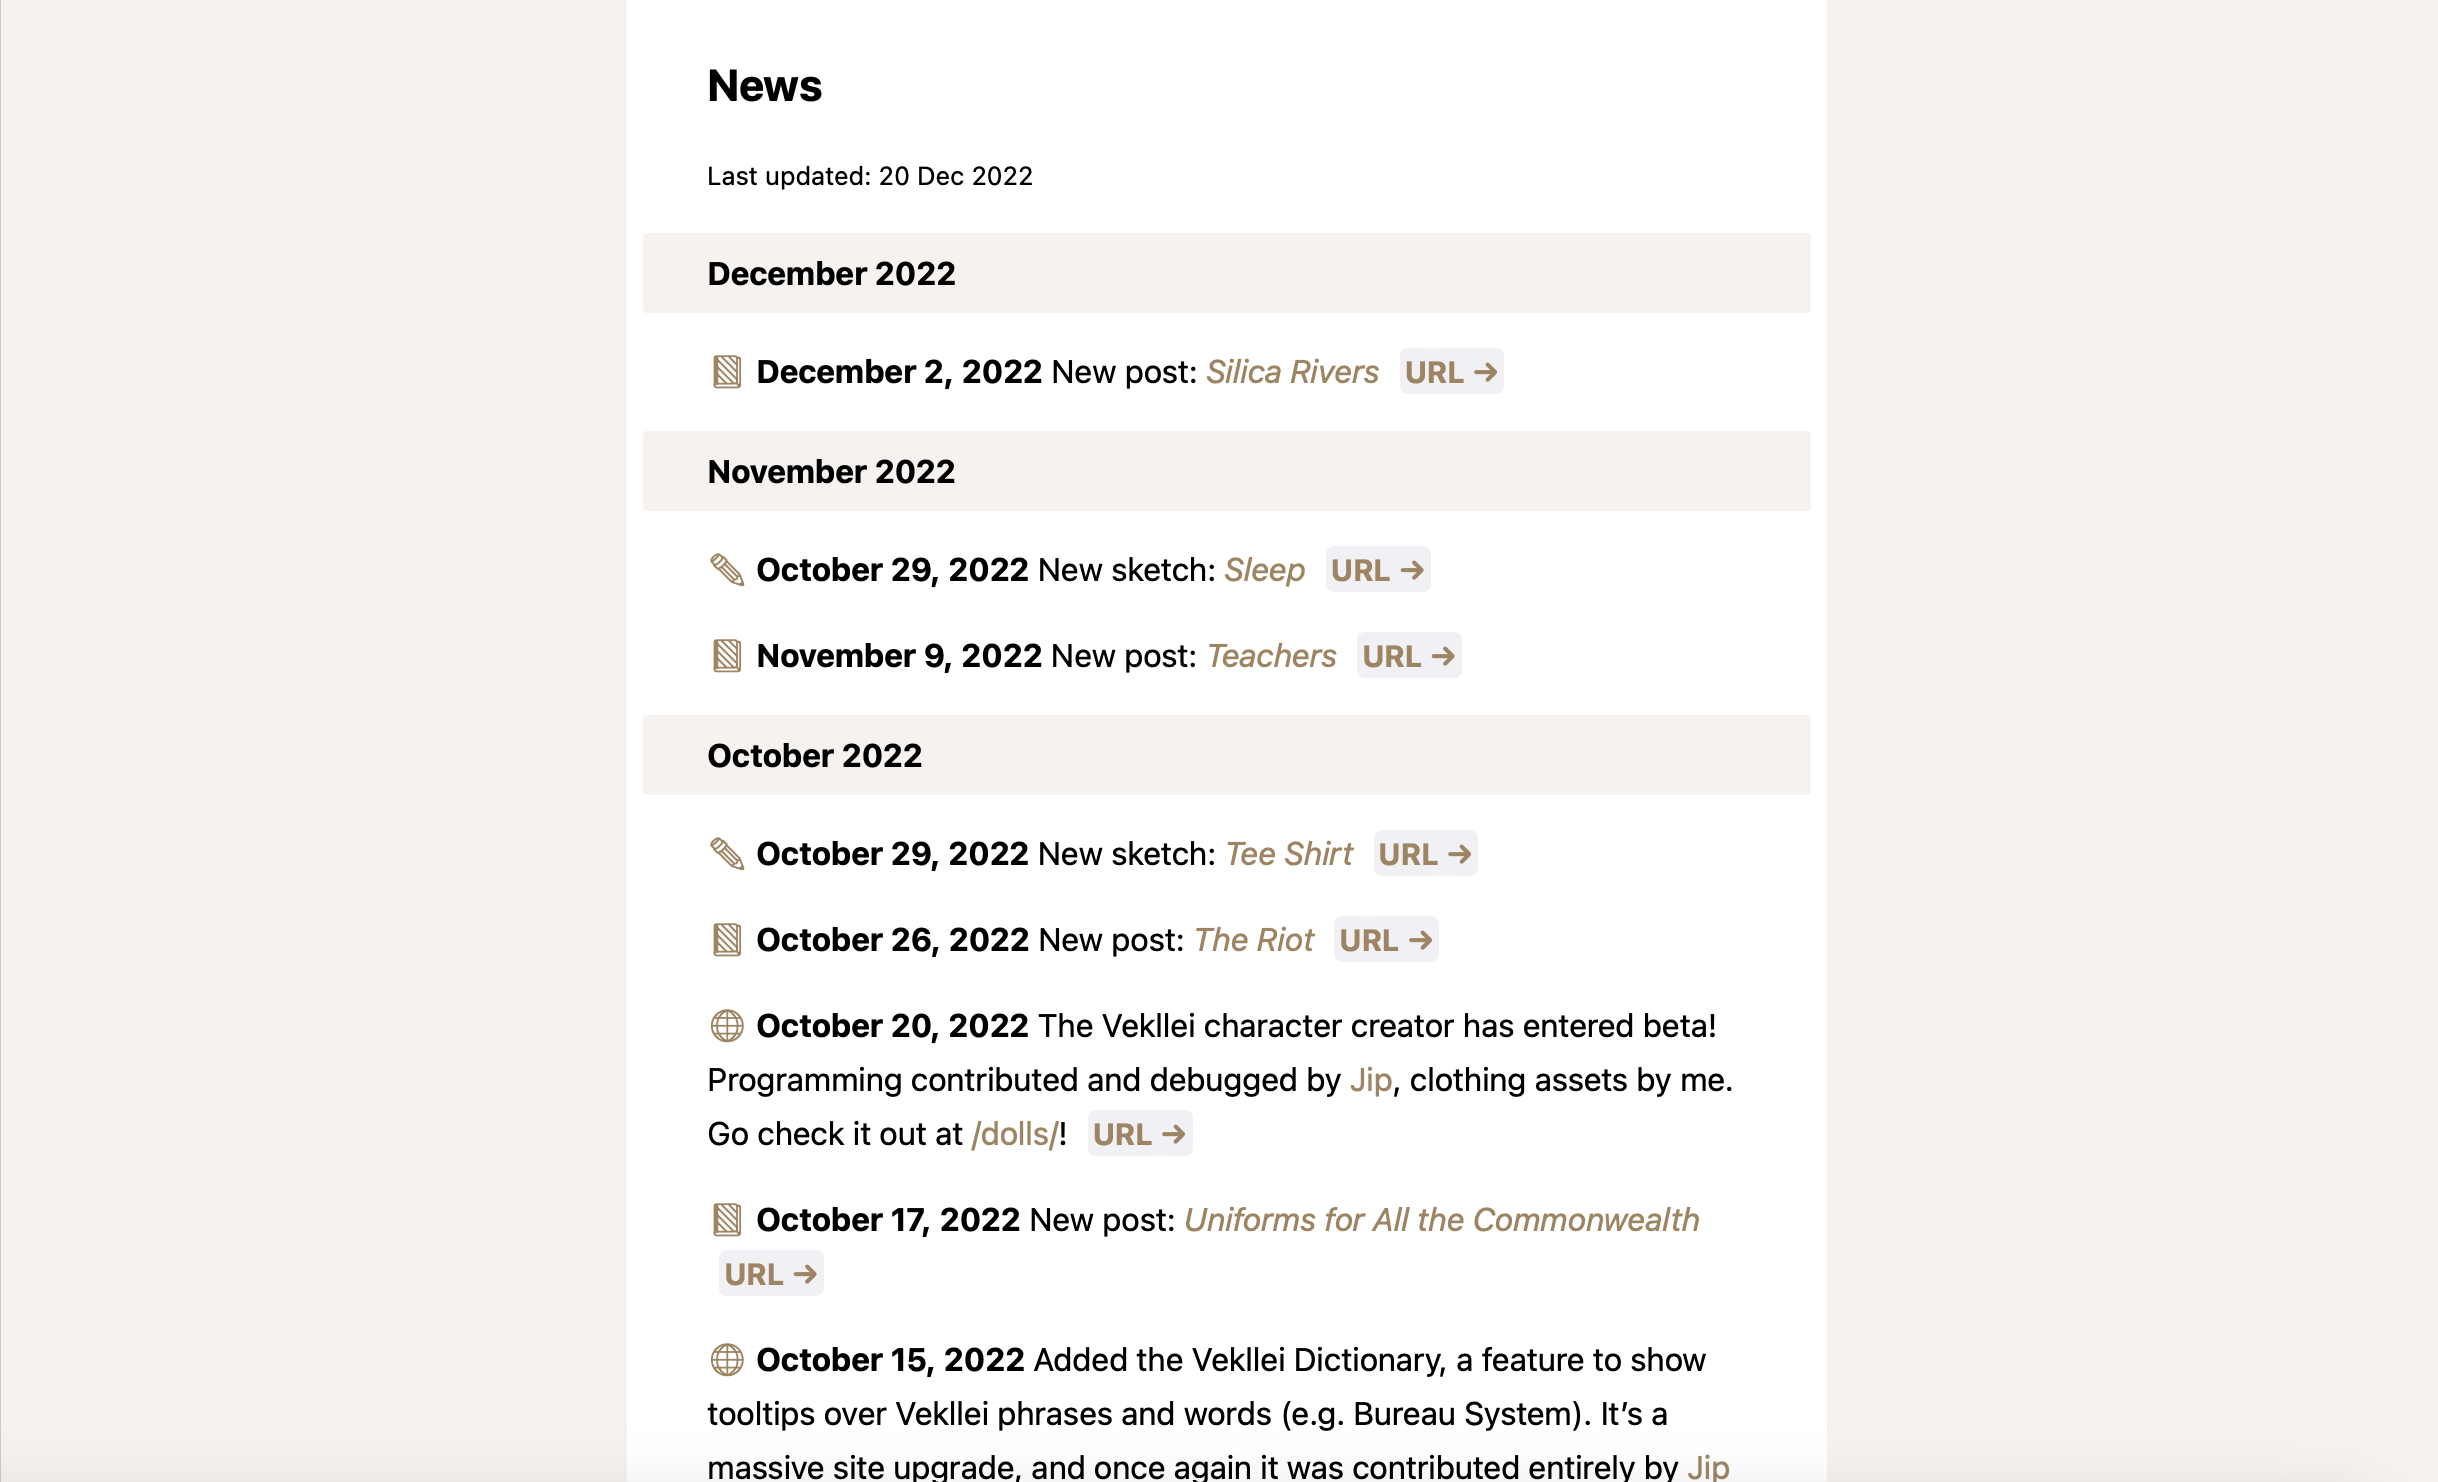 News
Last updated: 20 Dec 2022
December 2022
December 2, 2022 New post: Silica Rivers URL →
November 2022
October 29, 2022 New sketch: Sleep URL →
November 9, 2022 New post: Teachers URL →
October 2022
October 29, 2022 New sketch: Tee Shirt URL →
October 26, 2022 New post: The Riot URL →
October 20, 2022 The Vekllei character creator has entered beta!
Programming contributed and debugged by Jip, clothing assets by me.
Go check it out at /dolls/! URL →
October 17, 2022 New post: Uniforms for All the Commonwealth
URL →
October 15, 2022 Added the Vekllei Dictionary, a feature to show
tooltips over Vekllei phrases and words (e.g. Bureau System). It’s a
massive site upgrade, and once again it was contributed entirely by Jip